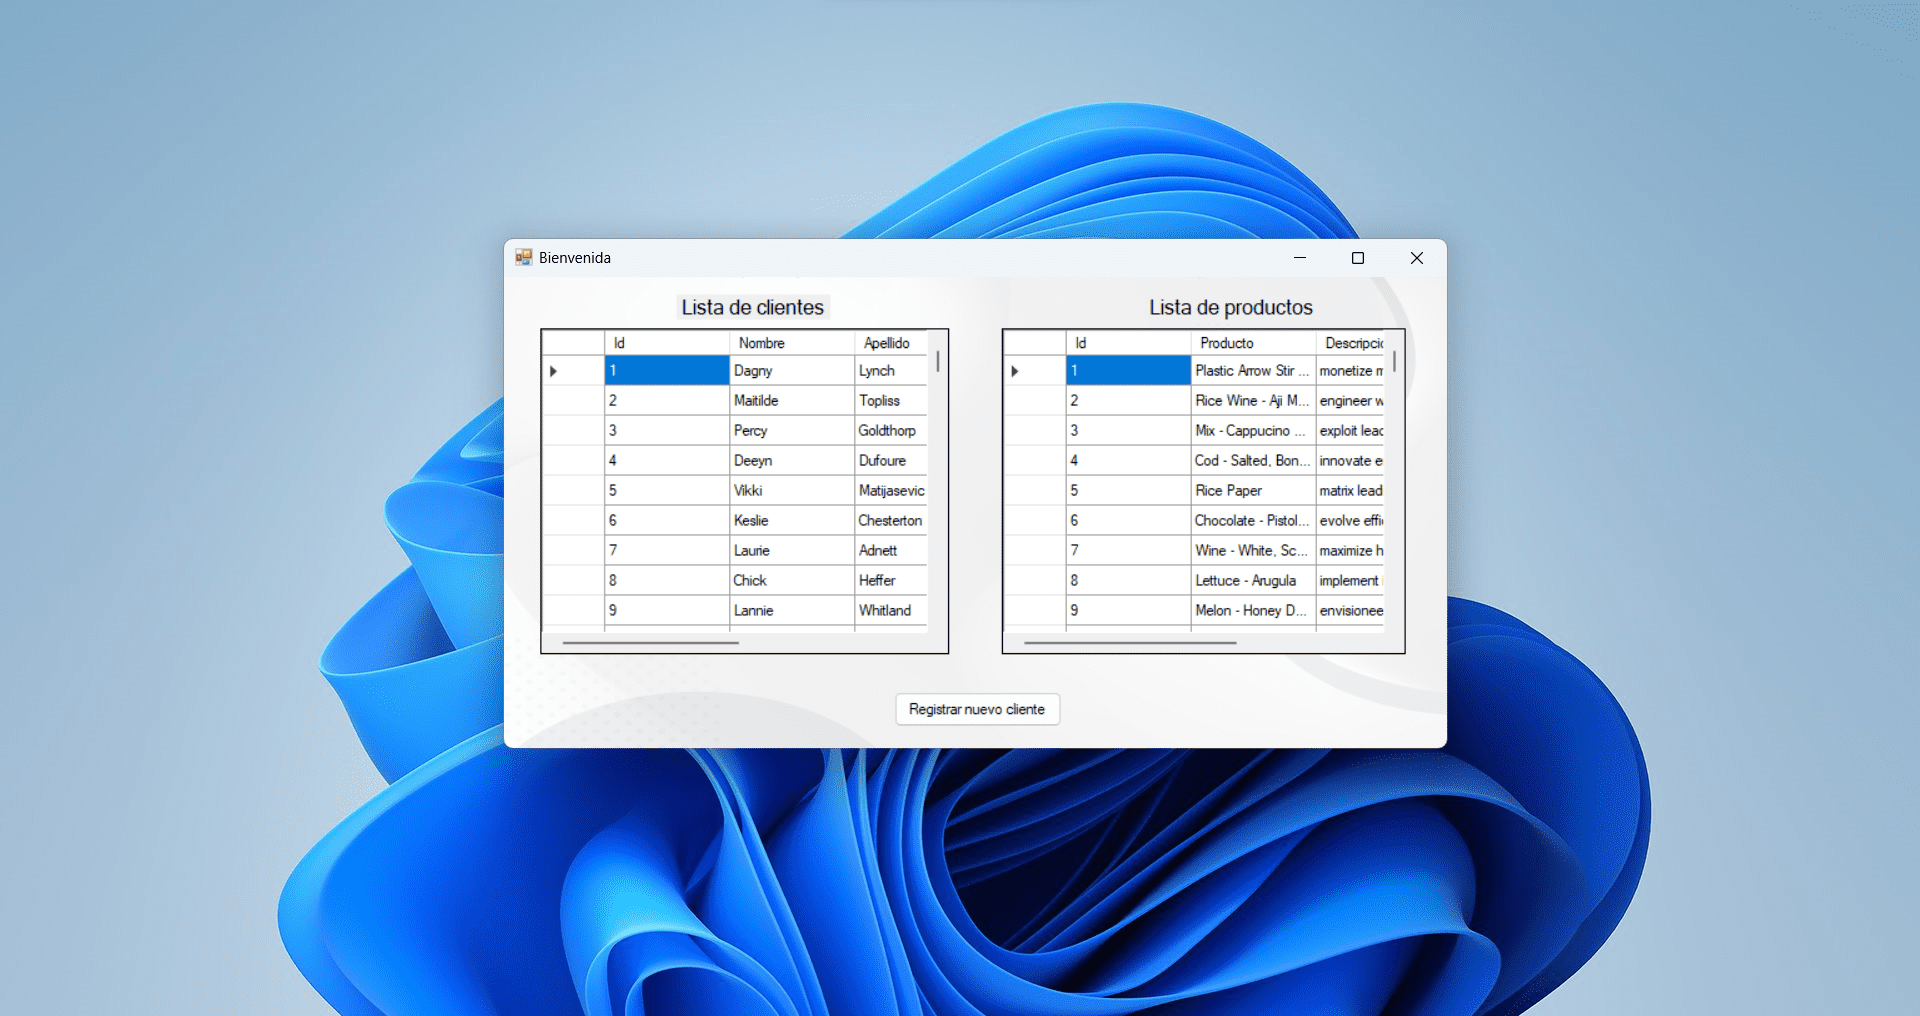 Bienvenida
Lista de clientes
Id Nombre Apellido
1 Dagny Lynch
2 Maitilde Topliss
3 Percy Goldthorp
4 Deeyn Dufoure
5 Vikki Matijasevic
6 Keslie Chesterton
7 Laurie Adnett
8 Chick Heffer
9 Lannie Whitland
Lista de productos
Id Producto Descripcic
1 Plastic Arrow Stir ... monetize m
2 Rice Wine - Aji M... engineer w
3 Mix - Cappucino ... exploit leac
4 Cod - Salted, Bon... innovate e
5 Rice Paper matrix lead
6 Chocolate - Pistol... evolve effi
7 Wine - White, Sc... maximize h
8 Lettuce - Arugula implement i
9 Melon - Honey D... envisionee
Registrar nuevo cliente